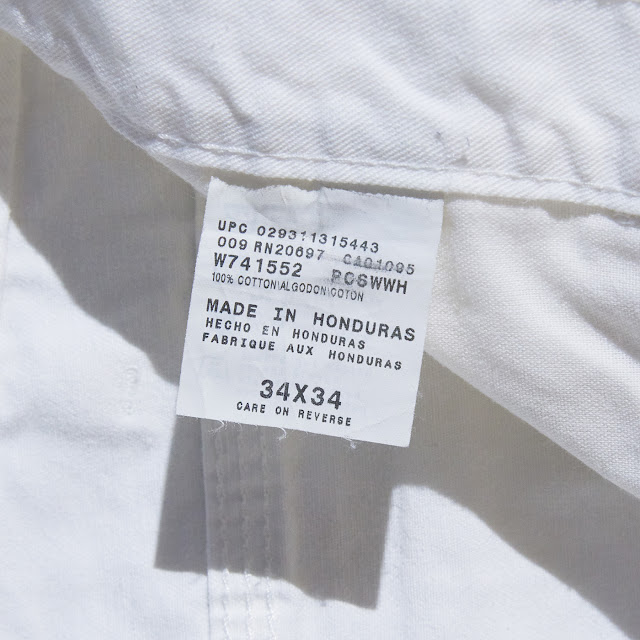 UPC 029311315443
009 RN20697 CA01095
W741552 POSWWH
100% COTTON|ALGODON|COTON
MADE IN HONDURAS
HECHO EN HONDURAS
FABRIQUE AUX HONDURAS
34X34
CARE ON REVERSE